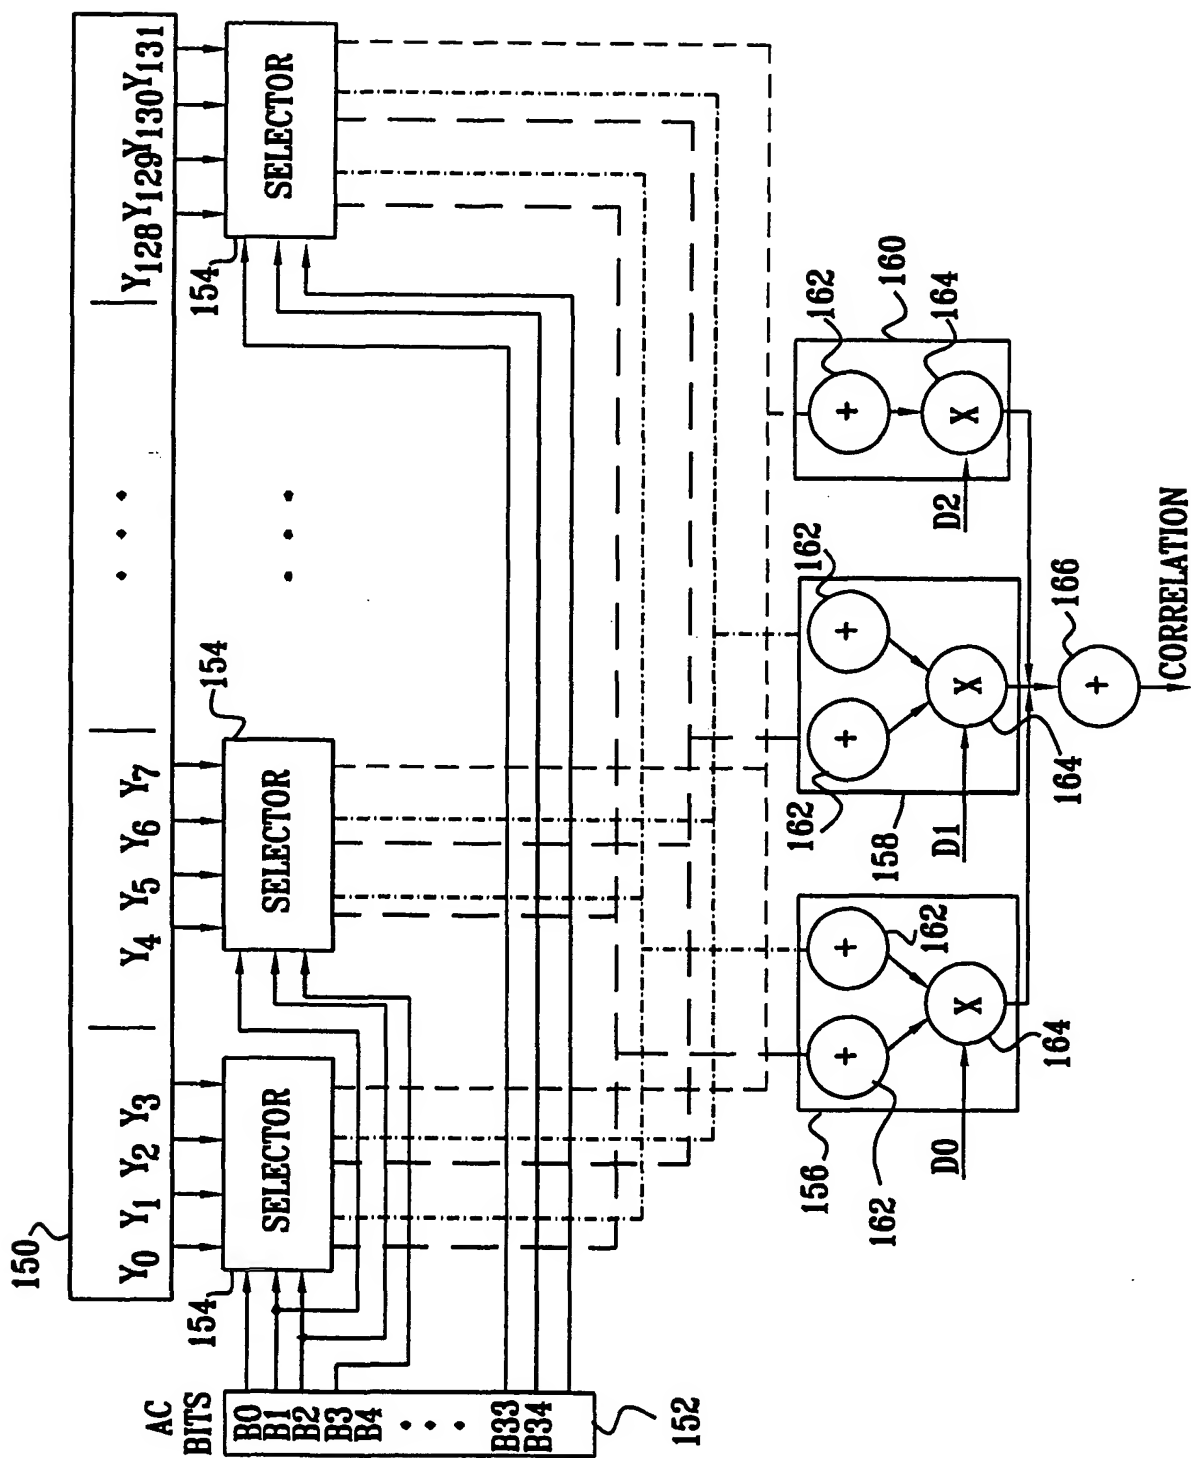 150
Y0 Y1 Y2 Y3 Y4 Y5 Y6 Y7 • • • Y128 Y129 Y130 Y131
154 SELECTOR
SELECTOR 154
• • •
154 SELECTOR
AC
BITS
B0
B1
B2
B3
B4
• • •
B33
B34
152
156
162
+
+
162
D0
X
164
158
162
+
+
162
D1
X
164
160
+
162
D2
X
164
+
166
CORRELATION